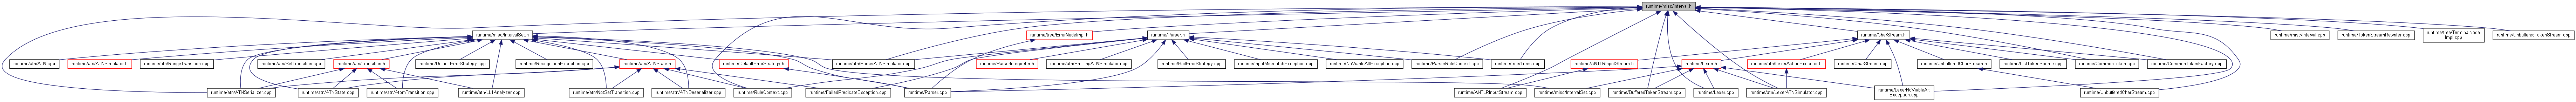 runtime/misc/Interval.h
runtime/misc/IntervalSet.h
runtime/tree/ErrorNodeImpl.h
runtime/Parser.h
runtime/CharStream.h
runtime/misc/Interval.cpp
runtime/TokenStreamRewriter.cpp
runtime/tree/TerminalNode
Impl.cpp
runtime/UnbufferedTokenStream.cpp
runtime/atn/ATN.cpp
runtime/atn/ATNSimulator.h
runtime/atn/RangeTransition.cpp
runtime/atn/SetTransition.cpp
runtime/atn/Transition.h
runtime/DefaultErrorStrategy.cpp
runtime/RecognitionException.cpp
runtime/atn/ATNState.h
runtime/DefaultErrorStrategy.h
runtime/atn/ParserATNSimulator.cpp
runtime/ParserInterpreter.h
runtime/atn/ProfilingATNSimulator.cpp
runtime/BailErrorStrategy.cpp
runtime/InputMismatchException.cpp
runtime/NoViableAltException.cpp
runtime/ParserRuleContext.cpp
runtime/tree/Trees.cpp
runtime/ANTLRInputStream.h
runtime/Lexer.h
runtime/atn/LexerActionExecutor.h
runtime/CharStream.cpp
runtime/UnbufferedCharStream.h
runtime/ListTokenSource.cpp
runtime/CommonToken.cpp
runtime/CommonTokenFactory.cpp
runtime/atn/ATNSerializer.cpp
runtime/atn/ATNState.cpp
runtime/atn/AtomTransition.cpp
runtime/atn/LL1Analyzer.cpp
runtime/atn/NotSetTransition.cpp
runtime/atn/ATNDeserializer.cpp
runtime/RuleContext.cpp
runtime/FailedPredicateException.cpp
runtime/Parser.cpp
runtime/ANTLRInputStream.cpp
runtime/misc/IntervalSet.cpp
runtime/BufferedTokenStream.cpp
runtime/Lexer.cpp
runtime/atn/LexerATNSimulator.cpp
runtime/LexerNoViableAlt
Exception.cpp
runtime/UnbufferedCharStream.cpp